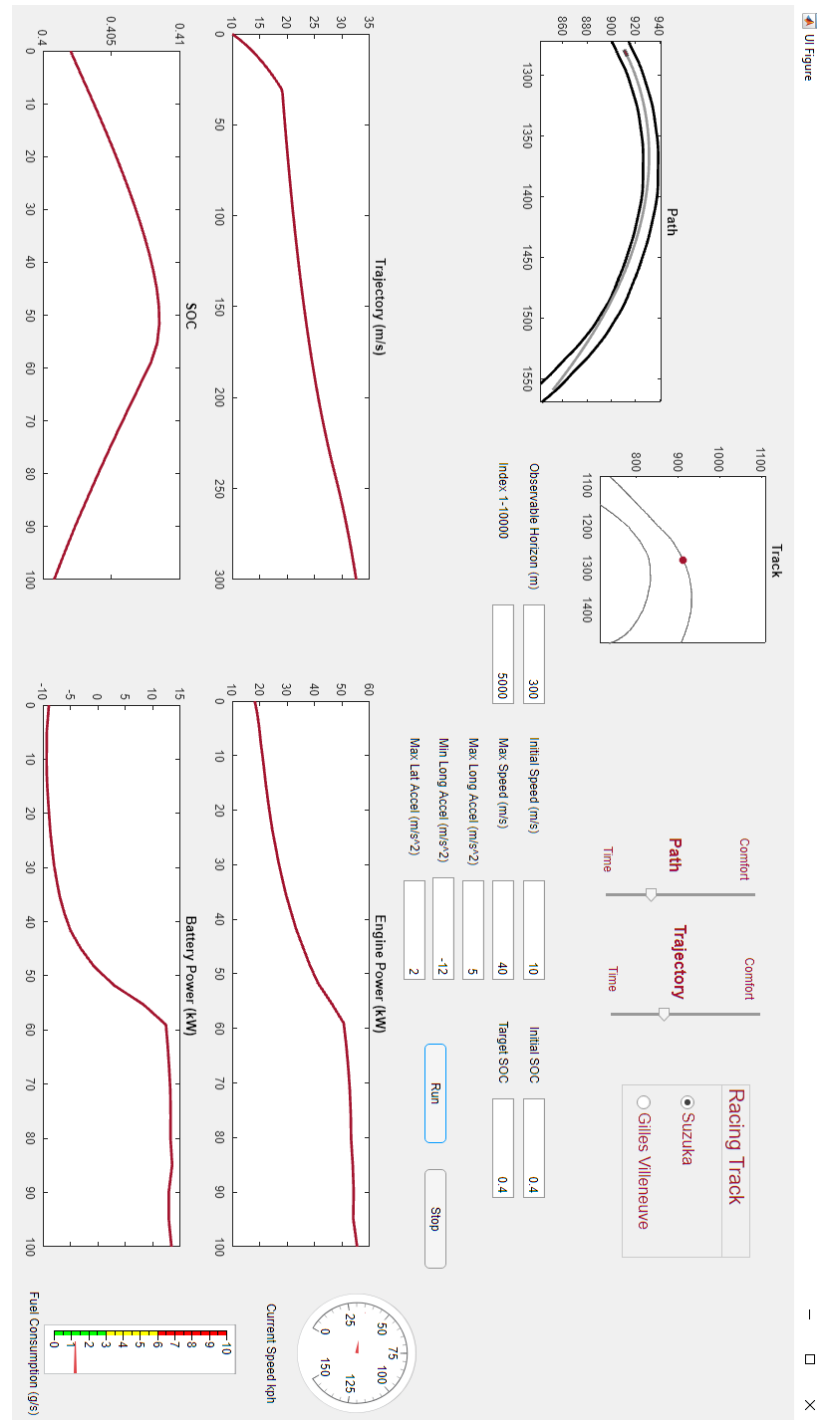 UI Figure
Path
940
920
900
880
860
1300 1350 1400 1450 1500 1550
Track
1100
1000
900
800
1100 1200 1300 1400
Comfort
Path
Time
Comfort
Trajectory
Time
Racing Track
Suzuka
Gilles Villeneuve
Observable Horizon (m) 300
Index 1-10000 5000
Initial Speed (m/s) 10
Max Speed (m/s) 40
Max Long Accel (m/s^2) 5
Min Long Accel (m/s^2) -12
Max Lat Accel (m/s^2) 2
Initial SOC 0.4
Target SOC 0.4
Run
Stop
Trajectory (m/s)
35
30
25
20
15
10
0 50 100 150 200 250 300
Engine Power (kW)
60
50
40
30
20
10
0 10 20 30 40 50 60 70 80 90 100
SOC
0.41
0.405
0.4
0 10 20 30 40 50 60 70 80 90 100
Battery Power (kW)
15
10
5
0
-5
-10
0 10 20 30 40 50 60 70 80 90 100
0 25 50 75 100 125 150
Current Speed kph
0 1 2 3 4 5 6 7 8 9 10
Fuel Consumption (g/s)